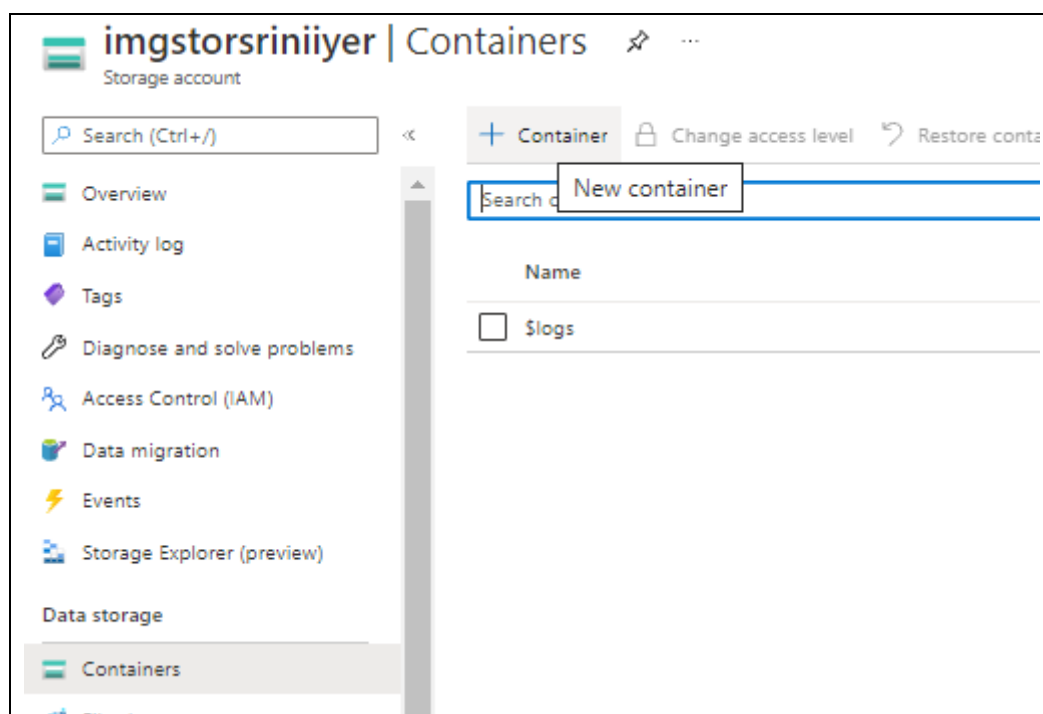 imgstorsriniiyer | Containers
Storage account
Search (Ctrl+/)
Overview
Activity log
Tags
Diagnose and solve problems
Access Control (IAM)
Data migration
Events
Storage Explorer (preview)
Data storage
Containers
+ Container
Change access level
Restore conta
New container
Search c
Name
$logs